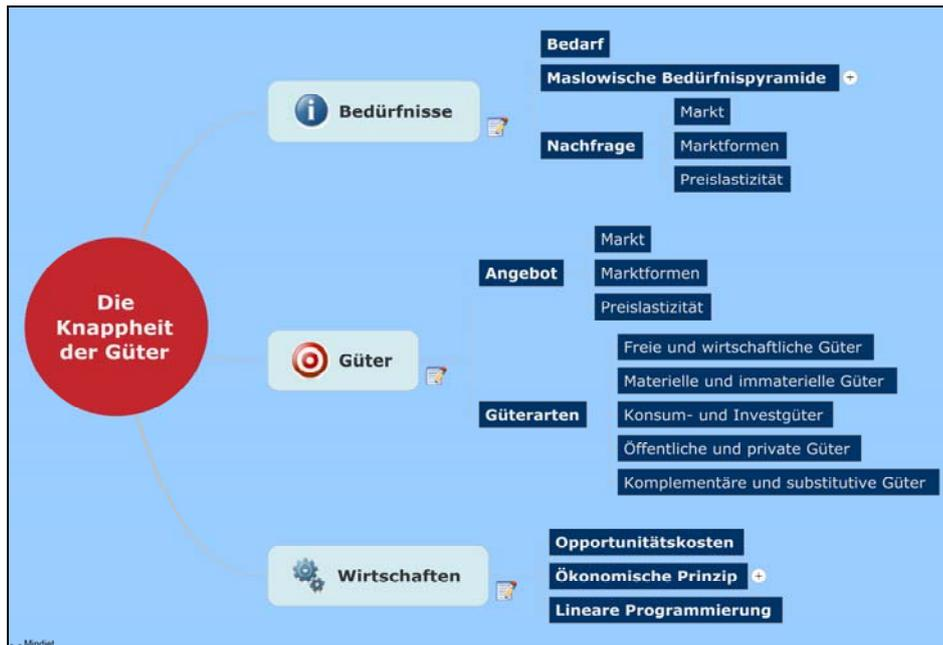 Die
Knappheit
der Güter
Bedürfnisse
Bedarf
Maslowische Bedürfnispyramide
Nachfrage
Markt
Marktformen
Preislastizität
Güter
Angebot
Markt
Marktformen
Preislastizität
Güterarten
Freie und wirtschaftliche Güter
Materielle und immaterielle Güter
Konsum- und Investgüter
Öffentliche und private Güter
Komplementäre und substitutive Güter
Wirtschaften
Opportunitätskosten
Ökonomische Prinzip
Lineare Programmierung